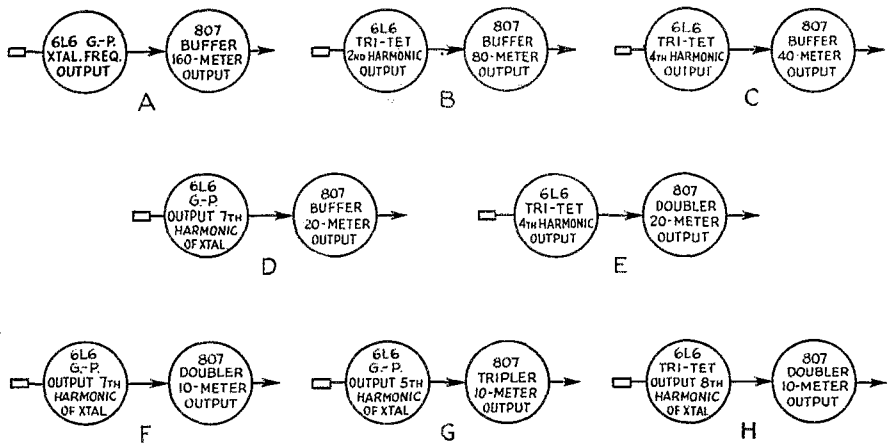 6L6 G.-P.
XTAL. FREQ.
OUTPUT
807
BUFFER
160-METER
OUTPUT
A
6L6
TRI-TET
2ND HARMONIC
OUTPUT
807
BUFFER
80-METER
OUTPUT
B
6L6
TRI-TET
4TH HARMONIC
OUTPUT
807
BUFFER
40-METER
OUTPUT
C
6L6
G.-P.
OUTPUT 7TH
HARMONIC
OF XTAL
807
BUFFER
20-METER
OUTPUT
D
6L6
TRI-TET
4TH HARMONIC
OUTPUT
807
DOUBLER
20-METER
OUTPUT
E
6L6
G.-P.
OUTPUT 7TH
HARMONIC
OF XTAL
807
DOUBLER
10-METER
OUTPUT
F
6L6
G.-P.
OUTPUT 5TH
HARMONIC
OF XTAL
807
TRIPLER
10-METER
OUTPUT
G
6L6
TRI-TET
OUTPUT 8TH
HARMONIC
OF XTAL
807
DOUBLER
10-METER
OUTPUT
H